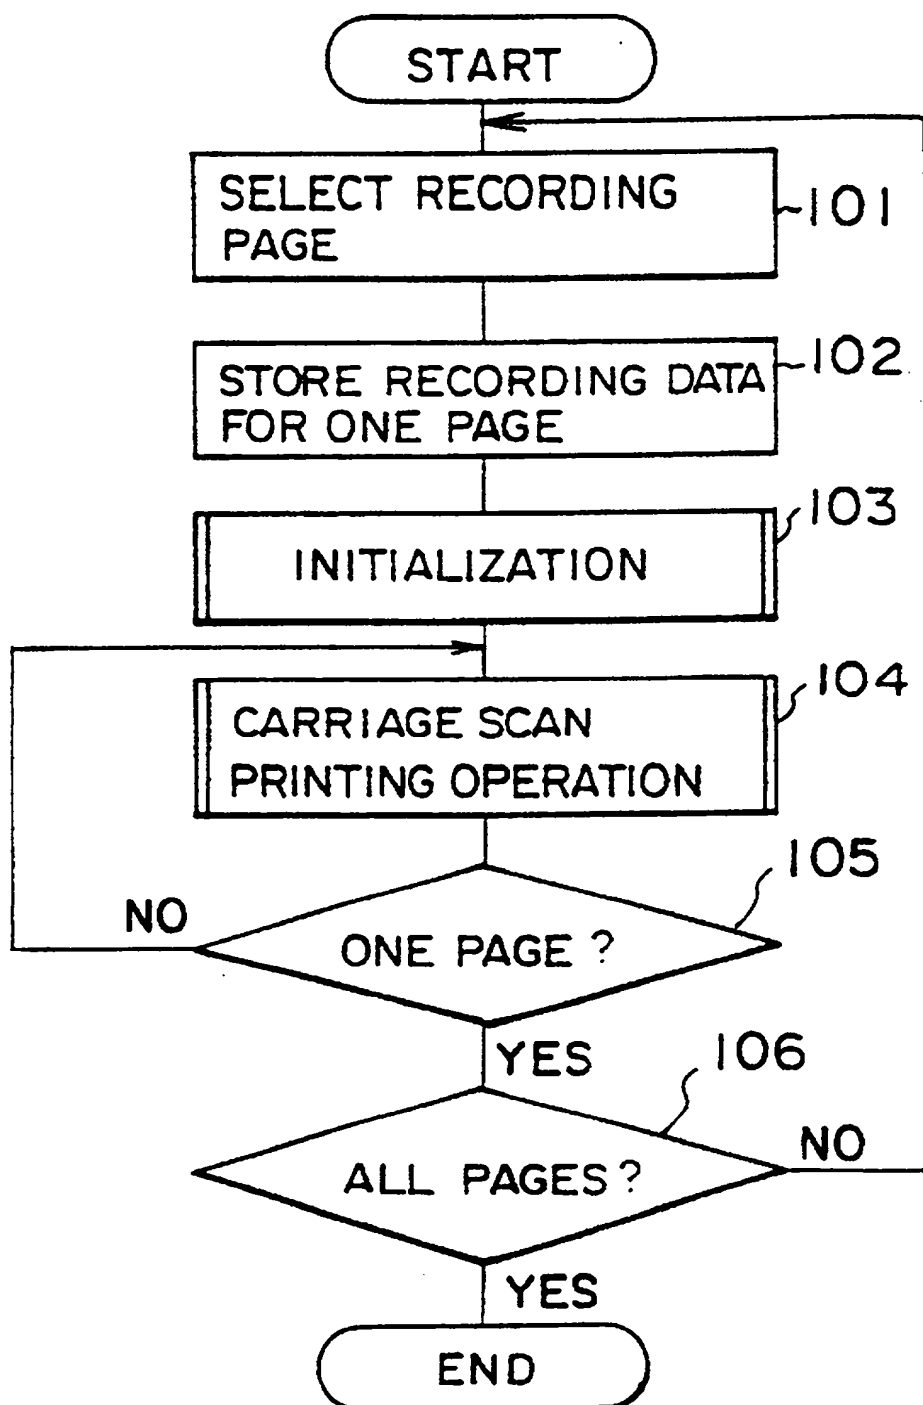 START
SELECT RECORDING
PAGE
101
STORE RECORDING DATA
FOR ONE PAGE
102
INITIALIZATION
103
CARRIAGE SCAN
PRINTING OPERATION
104
ONE PAGE ?
105
NO
YES
ALL PAGES ?
106
NO
YES
END